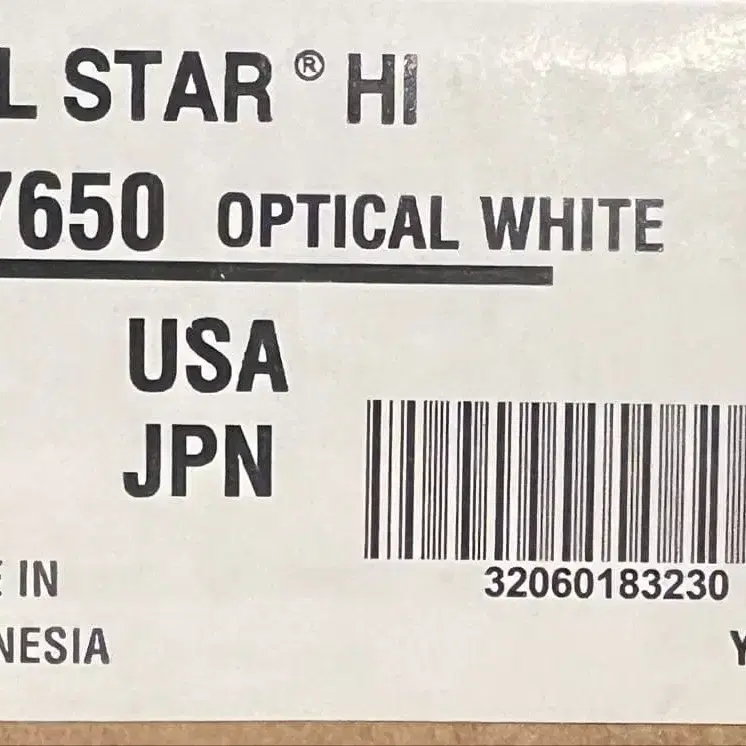 L STAR® HI
7650 OPTICAL WHITE
USA
JPN
32060183230
E IN
NESIA
Y